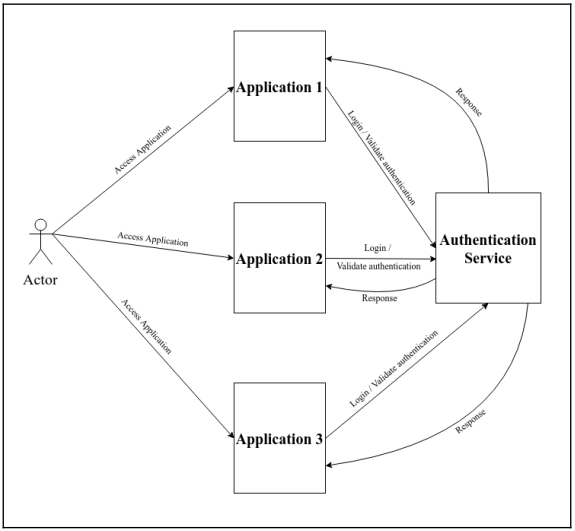 Application 1
Response
Login / Validate authentication
Access Application
Access Application
Application 2
Login /
Validate authentication
Authentication
Service
Response
Actor
Access Application
Login / Validate authentication
Application 3
Response